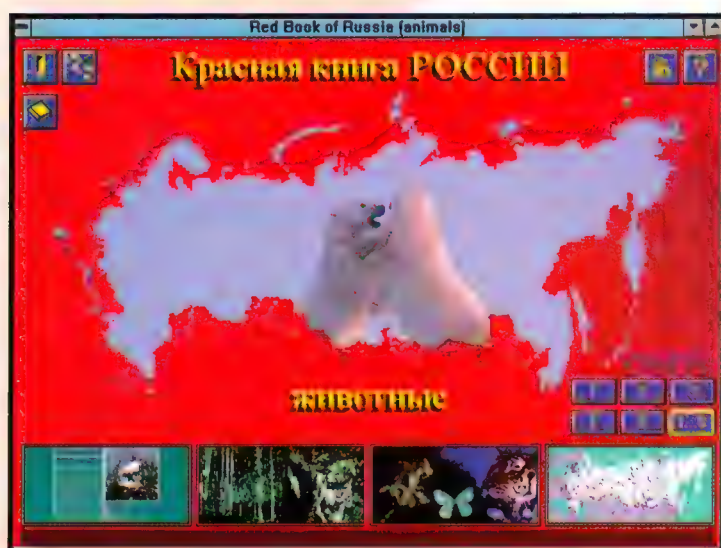 Red Book of Russia (animals)
Красная книга РОССИИ
животные